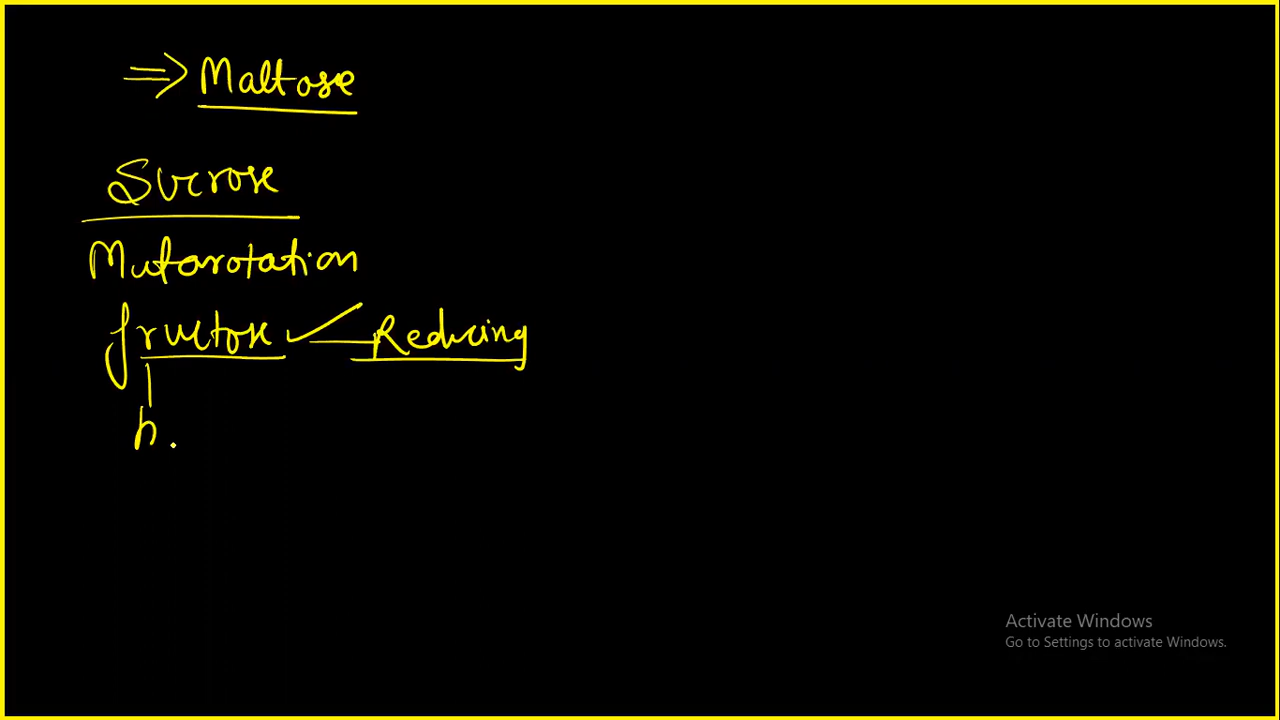 => Maltose
Sucrose
Mutarotation
fructose ✓ — Reducing
h.
Activate Windows
Go to Settings to activate Windows.